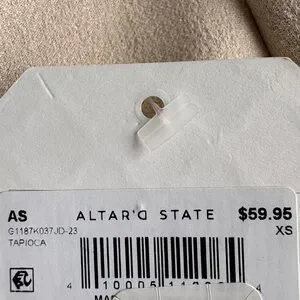 AS ALTAR'D STATE $59.95
G1187K037JD-23 XS
TAPIOCA